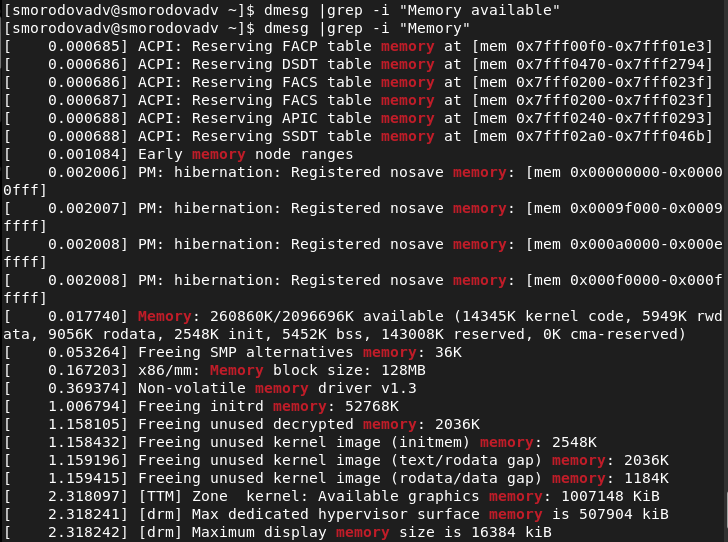 [smorodovadv@smorodovadv ~]$ dmesg |grep -i "Memory available"
[smorodovadv@smorodovadv ~]$ dmesg |grep -i "Memory"
[    0.000685] ACPI: Reserving FACP table memory at [mem 0x7fff00f0-0x7fff01e3]
[    0.000686] ACPI: Reserving DSDT table memory at [mem 0x7fff0470-0x7fff2794]
[    0.000686] ACPI: Reserving FACS table memory at [mem 0x7fff0200-0x7fff023f]
[    0.000687] ACPI: Reserving FACS table memory at [mem 0x7fff0200-0x7fff023f]
[    0.000688] ACPI: Reserving APIC table memory at [mem 0x7fff0240-0x7fff0293]
[    0.000688] ACPI: Reserving SSDT table memory at [mem 0x7fff02a0-0x7fff046b]
[    0.001084] Early memory node ranges
[    0.002006] PM: hibernation: Registered nosave memory: [mem 0x00000000-0x0000
0fff]
[    0.002007] PM: hibernation: Registered nosave memory: [mem 0x0009f000-0x0009
ffff]
[    0.002008] PM: hibernation: Registered nosave memory: [mem 0x000a0000-0x000e
ffff]
[    0.002008] PM: hibernation: Registered nosave memory: [mem 0x000f0000-0x000f
ffff]
[    0.017740] Memory: 260860K/2096696K available (14345K kernel code, 5949K rwd
ata, 9056K rodata, 2548K init, 5452K bss, 143008K reserved, 0K cma-reserved)
[    0.053264] Freeing SMP alternatives memory: 36K
[    0.167203] x86/mm: Memory block size: 128MB
[    0.369374] Non-volatile memory driver v1.3
[    1.006794] Freeing initrd memory: 52768K
[    1.158105] Freeing unused decrypted memory: 2036K
[    1.158432] Freeing unused kernel image (initmem) memory: 2548K
[    1.159196] Freeing unused kernel image (text/rodata gap) memory: 2036K
[    1.159415] Freeing unused kernel image (rodata/data gap) memory: 1184K
[    2.318097] [TTM] Zone  kernel: Available graphics memory: 1007148 KiB
[    2.318241] [drm] Max dedicated hypervisor surface memory is 507904 kiB
[    2.318242] [drm] Maximum display memory size is 16384 kiB